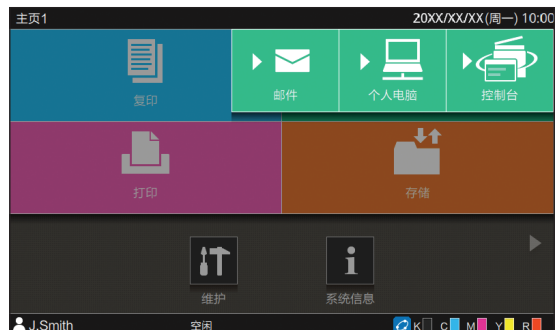 主页1
20XX/XX/XX(周一) 10:00
复印
邮件
个人电脑
控制台
打印
存储
维护
系统信息
J.Smith
空闲
K C M Y R